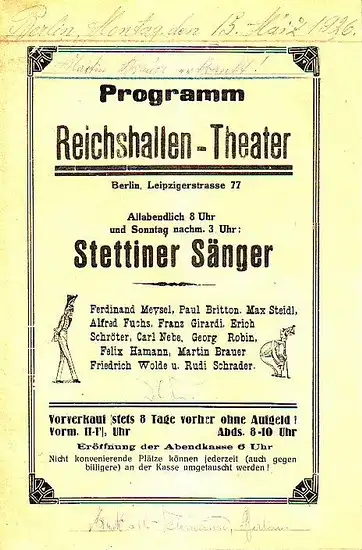 Berlin, Montag, den 15. März 1926.
Programm
Reichshallen-Theater
Berlin, Leipzigerstrasse 77
Allabendlich 8 Uhr
und Sonntag nachm. 3 Uhr:
Stettiner Sänger
Ferdinand Meysel, Paul Britton, Max Steidl,
Alfred Fuchs, Franz Girardi, Erich
Schröter, Carl Nebe, Georg Robin,
Felix Hamann, Martin Brauer
Friedrich Wolde u. Rudi Schrader.
Vorverkauf stets 8 Tage vorher ohne Aufgeld!
Vorm. Uhr Abds. 8-10 Uhr
Eröffnung der Abendkasse 6 Uhr
Nicht konvenierende Plätze können jederzeit (auch gegen
billigere) an der Kasse umgetauscht werden!